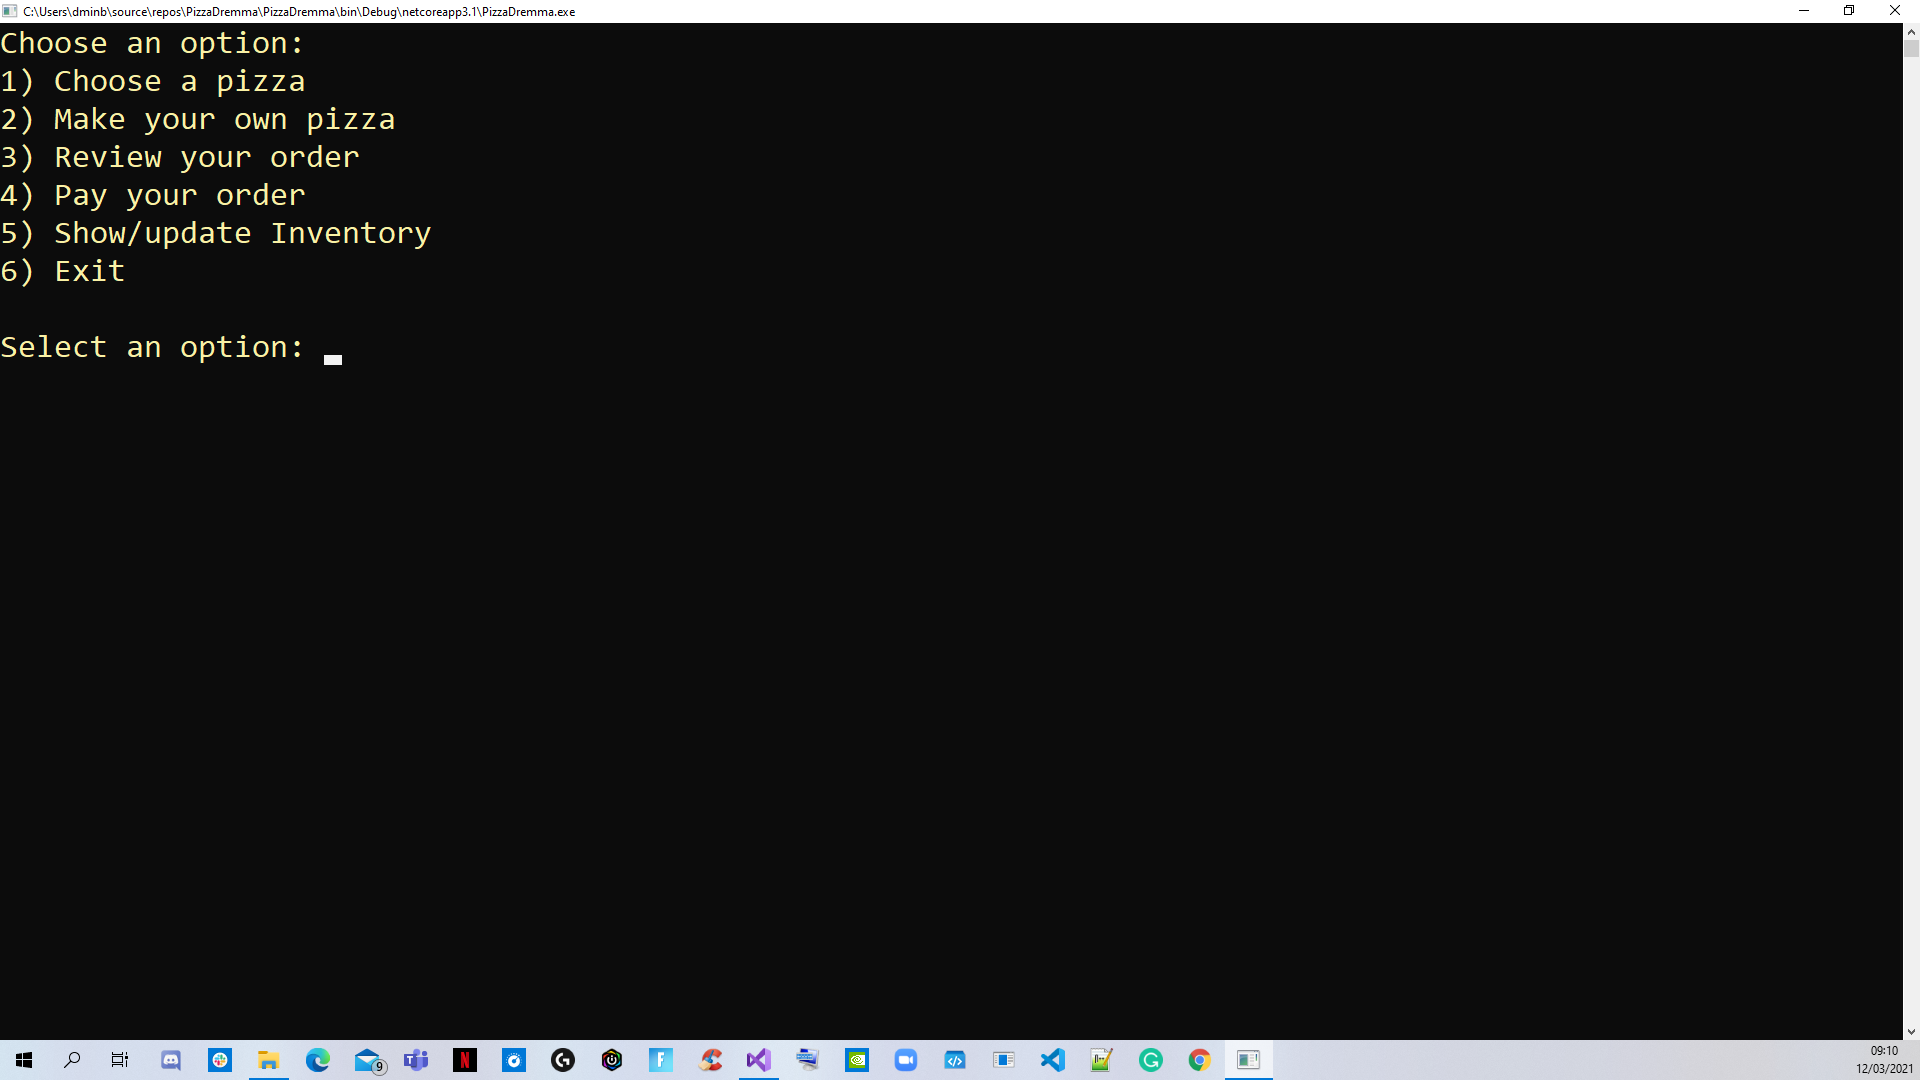 C:\Users\dminb\source\repos\PizzaDremma\PizzaDremma\bin\Debug\netcoreapp3.1\PizzaDremma.exe
Choose an option:
1) Choose a pizza
2) Make your own pizza
3) Review your order
4) Pay your order
5) Show/update Inventory
6) Exit
Select an option:
9
09:10
12/03/2021